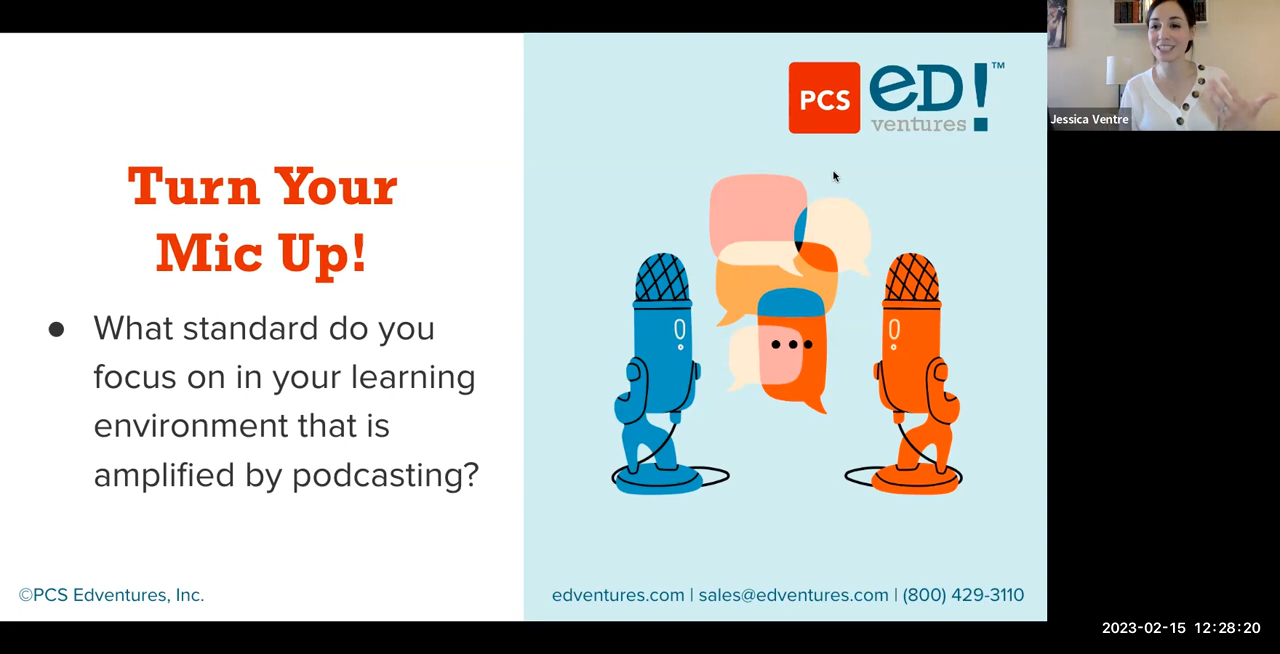 Turn Your
Mic Up!
● What standard do you
focus on in your learning
environment that is
amplified by podcasting?
©PCS Edventures, Inc.
PCS
eD!™
ventures
edventures.com | sales@edventures.com | (800) 429-3110
Jessica Ventre
2023-02-15 12:28:20